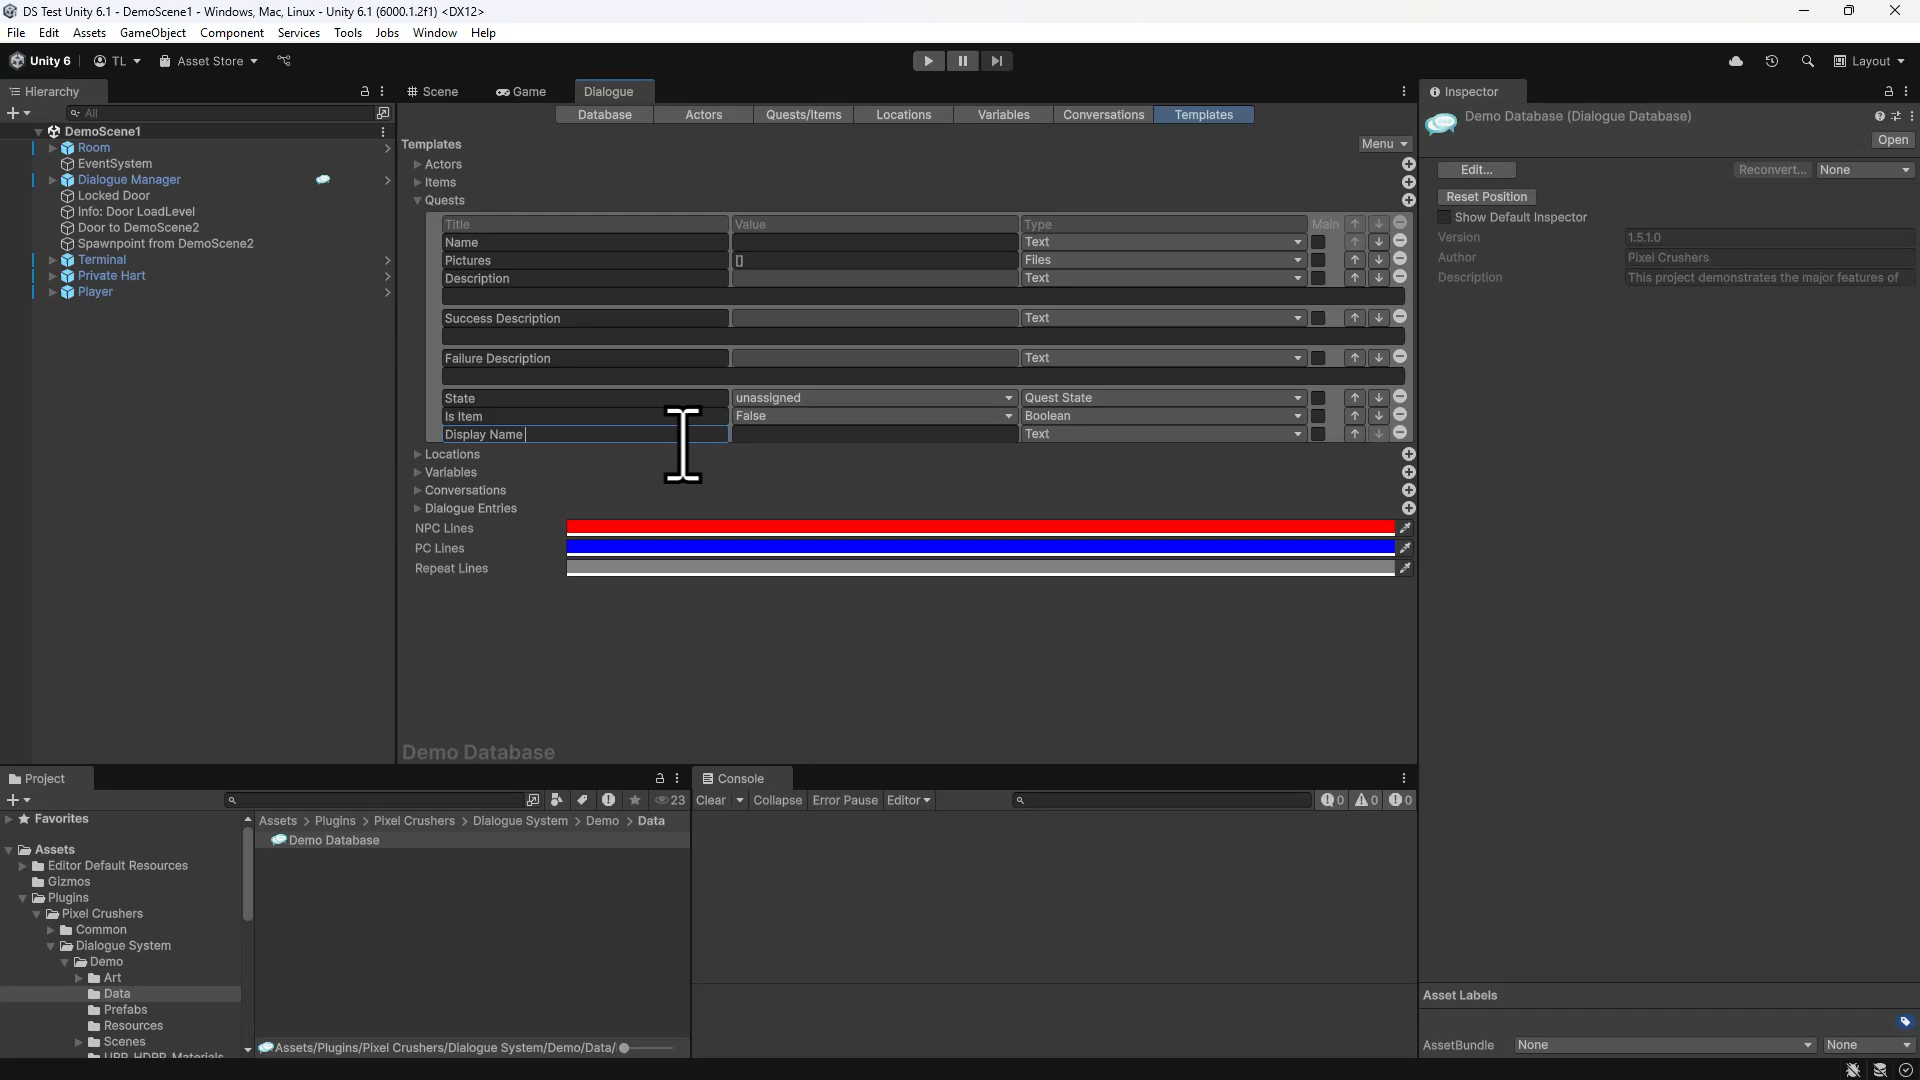 DS Test Unity 6.1 - DemoScene1 - Windows, Mac, Linux - Unity 6.1 (6000.1.2f1) <DX12>
File Edit Assets GameObject Component Services Tools Jobs Window Help
Unity 6 TL Asset Store Layout
Hierarchy
All
DemoScene1
Room
EventSystem
Dialogue Manager
Locked Door
Info: Door LoadLevel
Door to DemoScene2
Spawnpoint from DemoScene2
Terminal
Private Hart
Player
Scene Game Dialogue
Database Actors Quests/Items Locations Variables Conversations Templates
Templates Menu
Actors
Items
Quests
Title Value Type Main
Name Text
Pictures [] Files
Description Text
Success Description Text
Failure Description Text
State unassigned Quest State
Is Item False Boolean
Display Name Text
Locations
Variables
Conversations
Dialogue Entries
NPC Lines
PC Lines
Repeat Lines
Demo Database
Inspector
Demo Database (Dialogue Database)
Open
Edit... Reconvert... None
Reset Position
Show Default Inspector
Version 1.5.1.0
Author Pixel Crushers
Description This project demonstrates the major features of
Project
23
Favorites
Assets
Editor Default Resources
Gizmos
Plugins
Pixel Crushers
Common
Dialogue System
Demo
Art
Data
Prefabs
Resources
Scenes
URP HDRP Materials
Assets > Plugins > Pixel Crushers > Dialogue System > Demo > Data
Demo Database
Assets/Plugins/Pixel Crushers/Dialogue System/Demo/Data/
Console
Clear Collapse Error Pause Editor 0 0 0
Asset Labels
AssetBundle None None